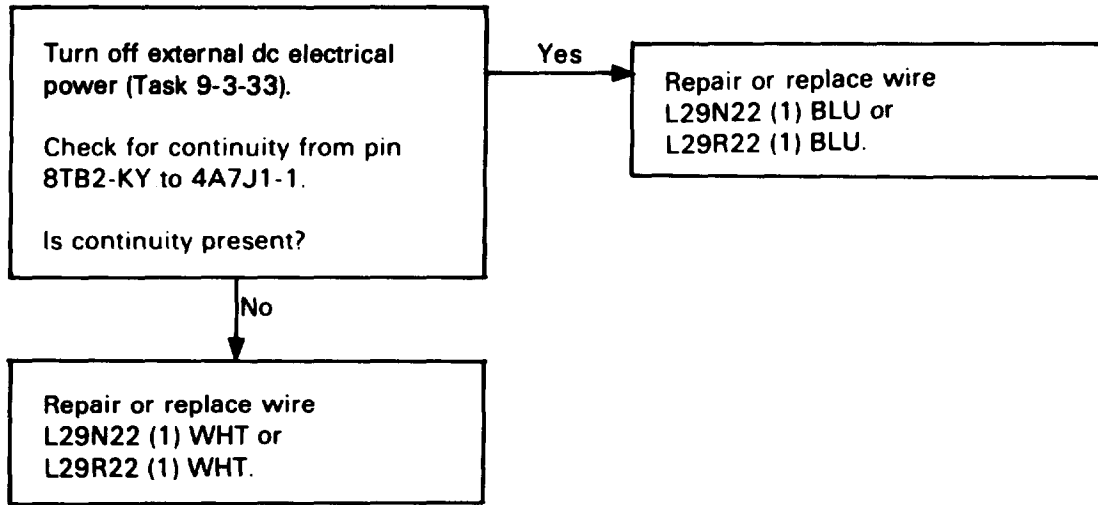 Turn off external dc electrical
power (Task 9-3-33).
Check for continuity from pin
8TB2-KY to 4A7J1-1.
Is continuity present?
Yes
Repair or replace wire
L29N22 (1) BLU or
L29R22 (1) BLU.
No
Repair or replace wire
L29N22 (1) WHT or
L29R22 (1) WHT.